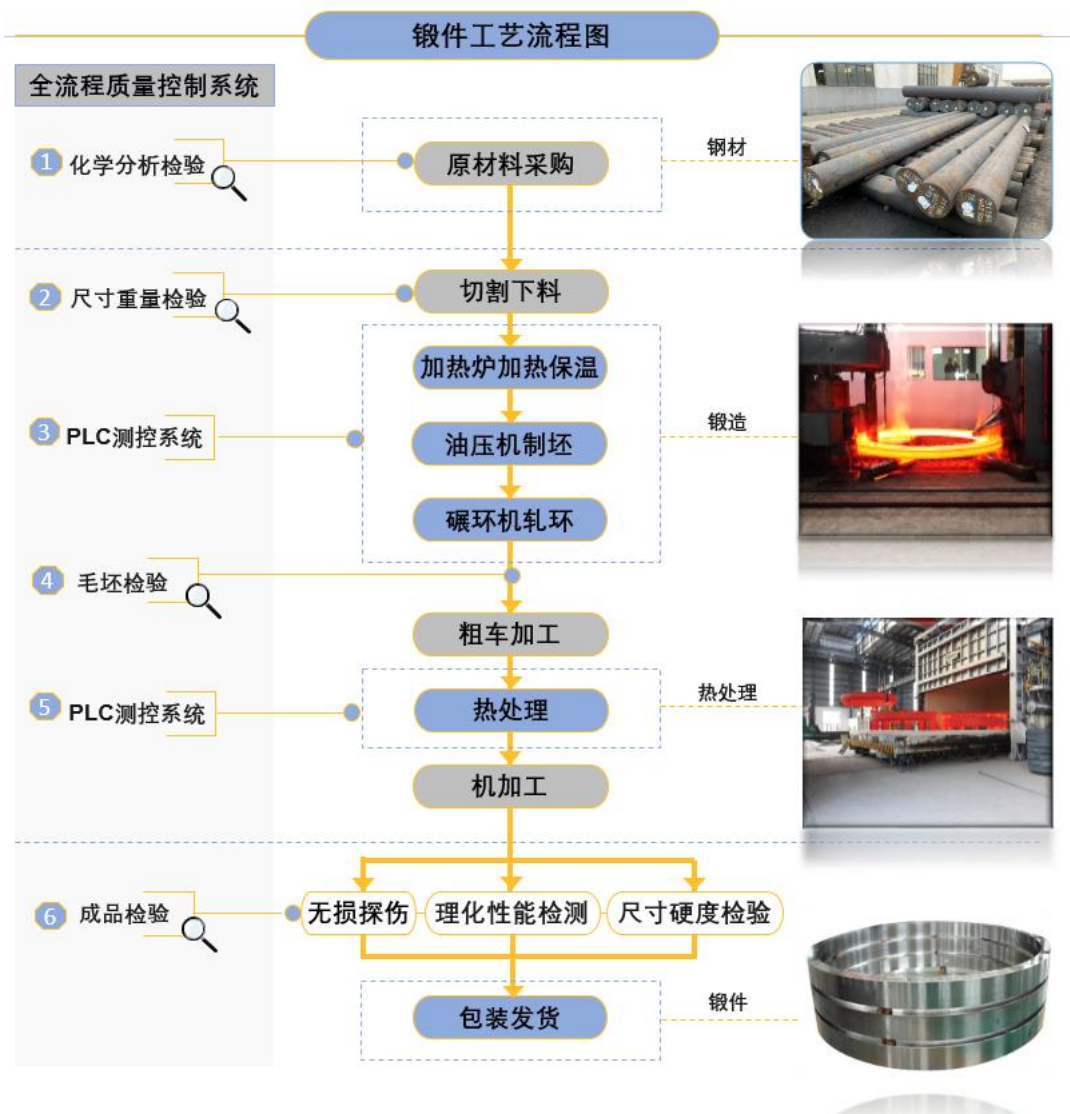 锻件工艺流程图
全流程质量控制系统
1 化学分析检验
原材料采购
钢材
2 尺寸重量检验
切割下料
加热炉加热保温
3 PLC测控系统
油压机制坯
锻造
碾环机轧环
4 毛坯检验
粗车加工
5 PLC测控系统
热处理
热处理
机加工
6 成品检验
无损探伤
理化性能检测
尺寸硬度检验
包装发货
锻件